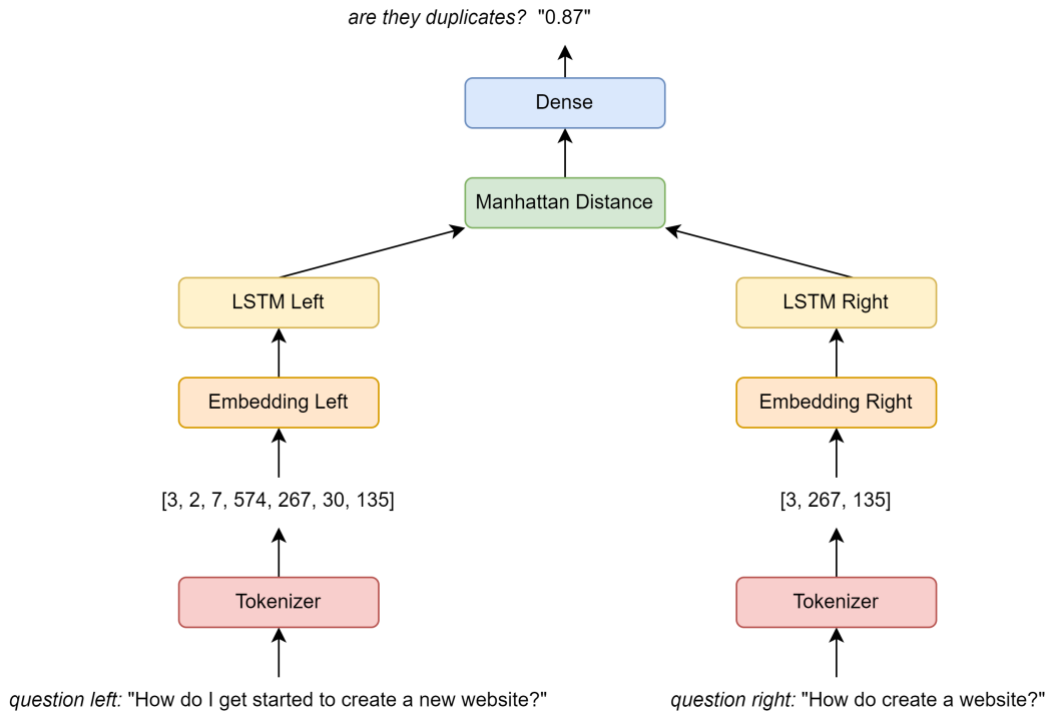 are they duplicates? "0.87"
Dense
Manhattan Distance
LSTM Left
LSTM Right
Embedding Left
Embedding Right
[3, 2, 7, 574, 267, 30, 135]
[3, 267, 135]
Tokenizer
Tokenizer
question left: "How do I get started to create a new website?"
question right: "How do create a website?"